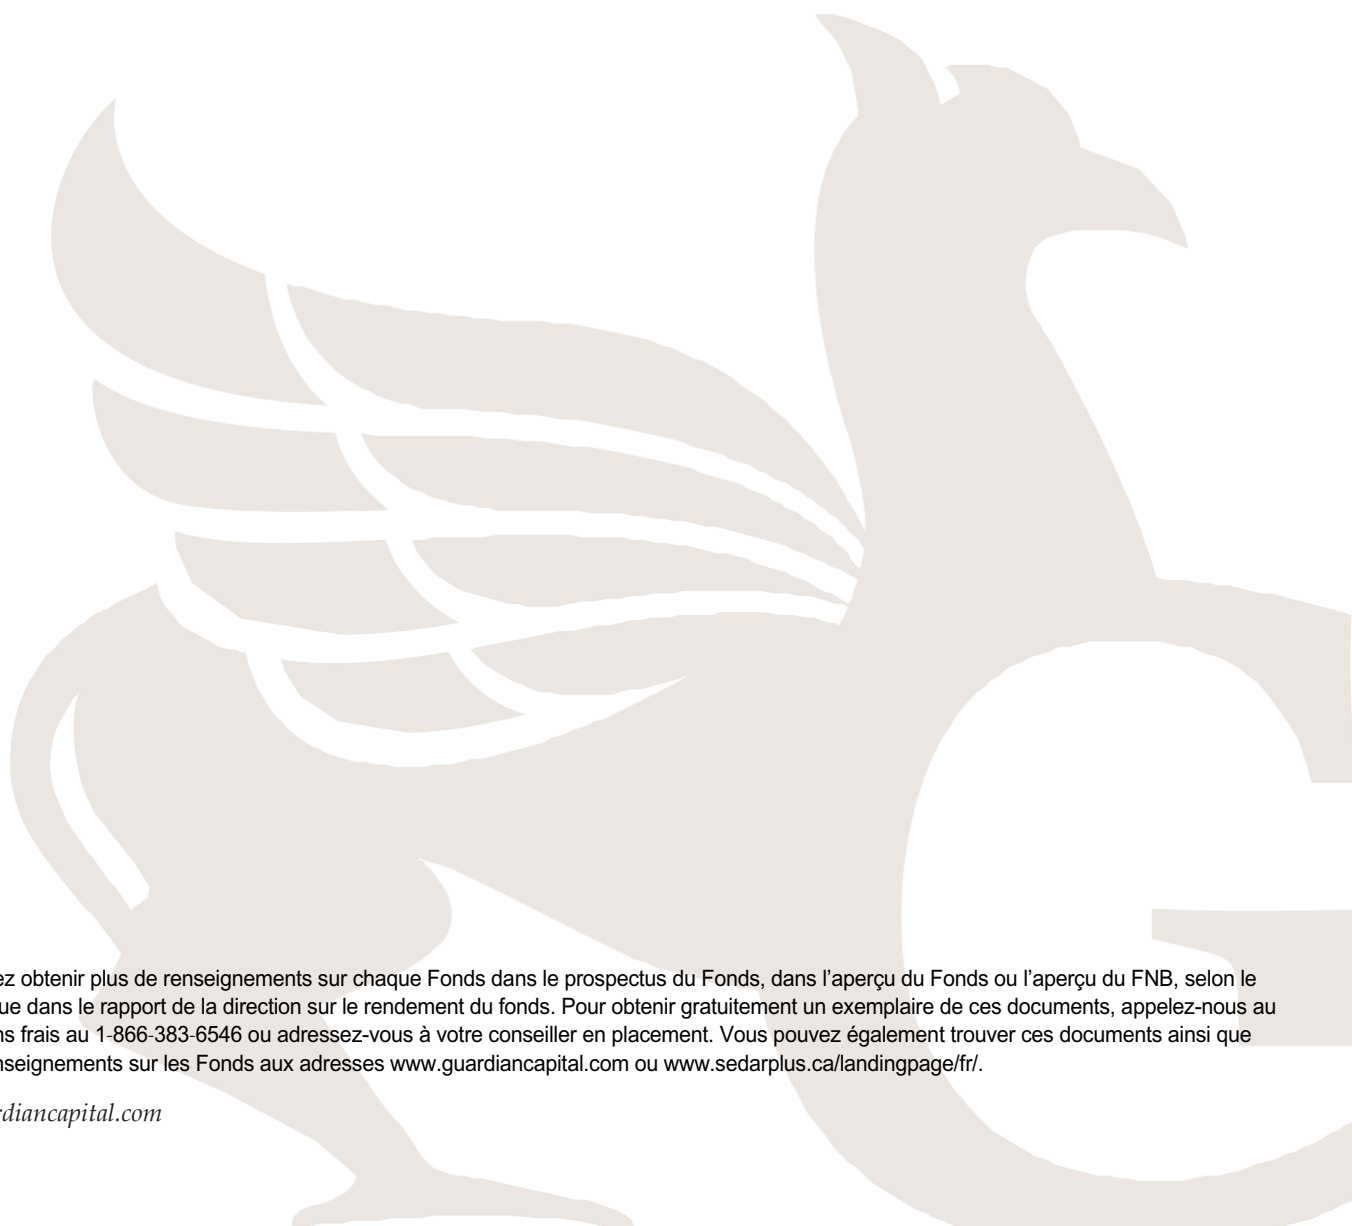 ez obtenir plus de renseignements sur chaque Fonds dans le prospectus du Fonds, dans l’aperçu du Fonds ou l’aperçu du FNB, selon le
ue dans le rapport de la direction sur le rendement du fonds. Pour obtenir gratuitement un exemplaire de ces documents, appelez-nous au
ns frais au 1-866-383-6546 ou adressez-vous à votre conseiller en placement. Vous pouvez également trouver ces documents ainsi que
nseignements sur les Fonds aux adresses www.guardiancapital.com ou www.sedarplus.ca/landingpage/fr/.
rdiancapital.com